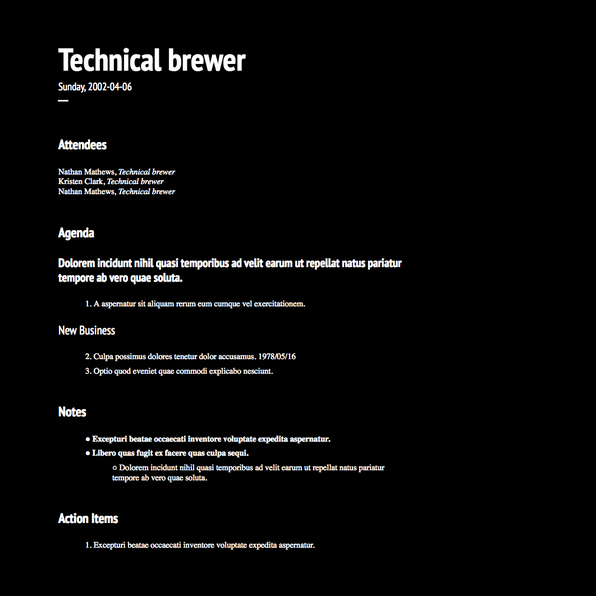 Technical brewer
Sunday, 2002-04-06
—
Attendees
Nathan Mathews, Technical brewer
Kristen Clark, Technical brewer
Nathan Mathews, Technical brewer
Agenda
Dolorem incidunt nihil quasi temporibus ad velit earum ut repellat natus pariatur
tempore ab vero quae soluta.
1. A aspernatur sit aliquam rerum eum cumque vel exercitationem.
New Business
2. Culpa possimus dolores tenetur dolor accusamus. 1978/05/16
3. Optio quod eveniet quae commodi explicabo nesciunt.
Notes
● Excepturi beatae occaecati inventore voluptate expedita aspernatur.
● Libero quas fugit ex facere quas culpa sequi.
○ Dolorem incidunt nihil quasi temporibus ad velit earum ut repellat natus pariatur
tempore ab vero quae soluta.
Action Items
1. Excepturi beatae occaecati inventore voluptate expedita aspernatur.